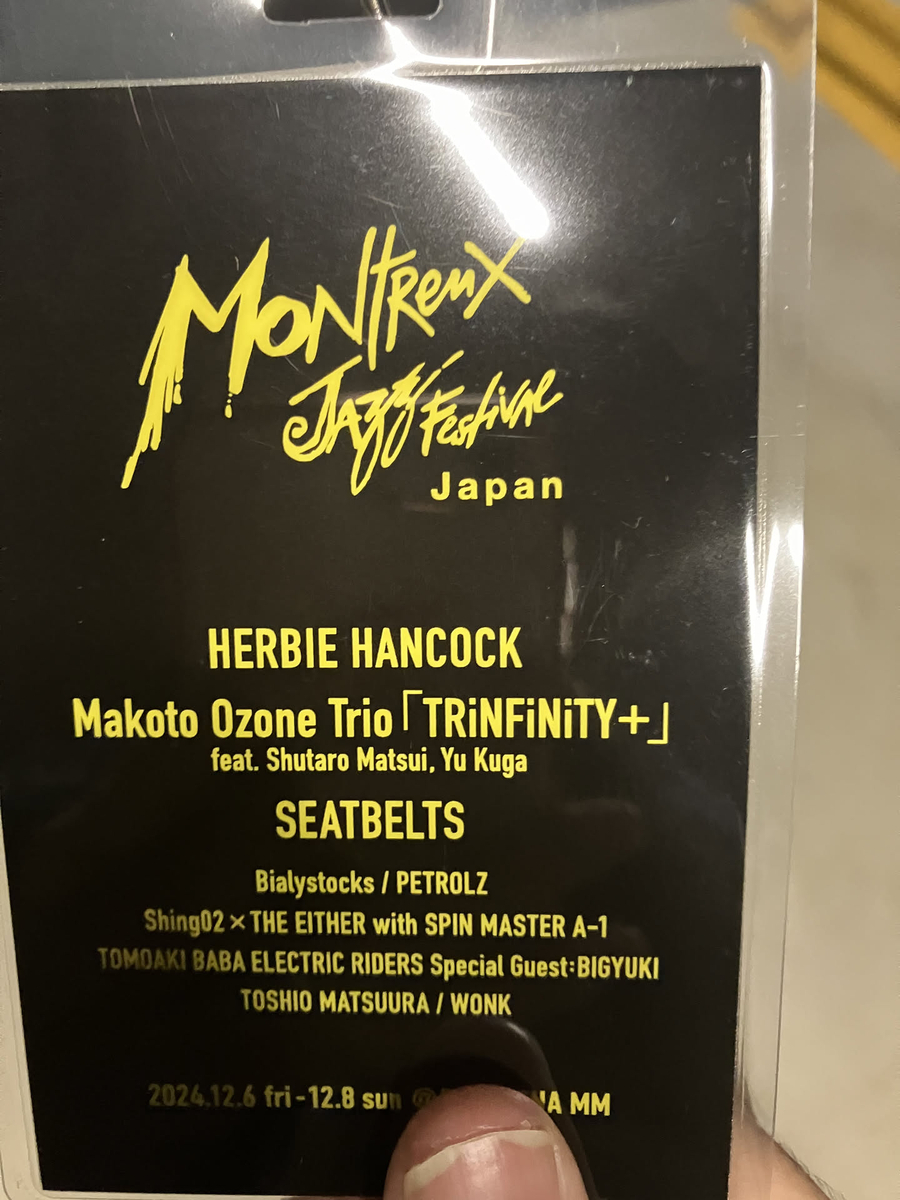 Montreux
Jazz Festival
Japan
HERBIE HANCOCK
Makoto Ozone Trio「TRiNFiNiTY+」
feat. Shutaro Matsui, Yu Kuga
SEATBELTS
Bialystocks / PETROLZ
Shing02 × THE EITHER with SPIN MASTER A-1
TOMOAKI BABA ELECTRIC RIDERS Special Guest:BIGYUKI
TOSHIO MATSUURA / WONK
2024.12.6 fri - 12.8 sun @ MM